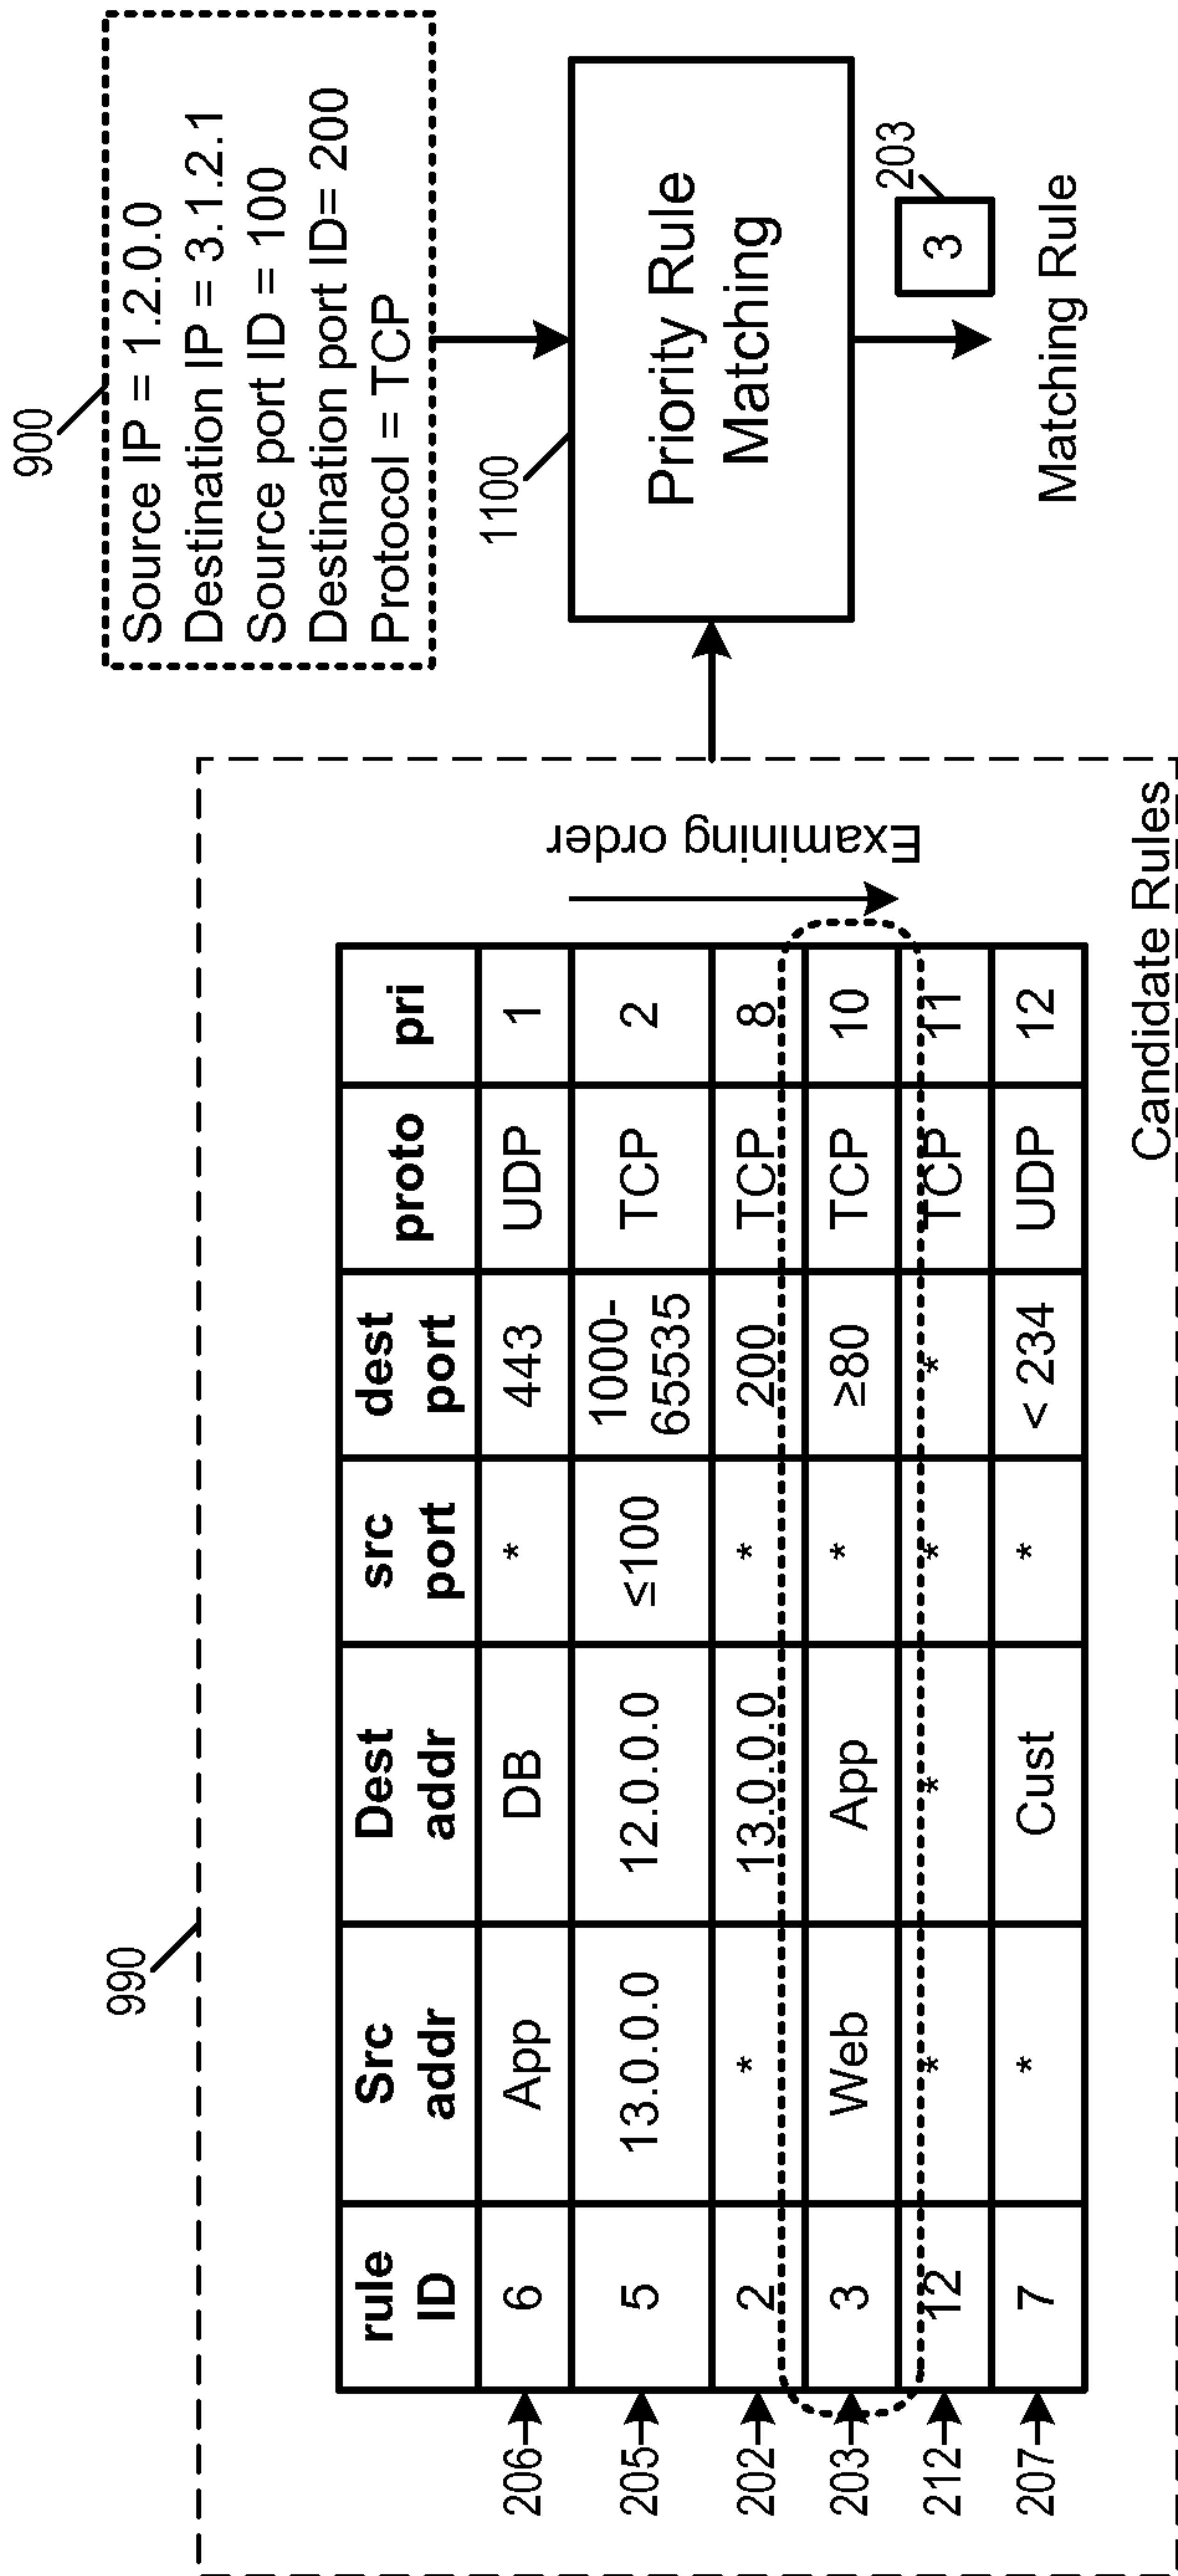 990
rule ID | Src addr | Dest addr | src port | dest port | proto | pri
206 6 | App | DB | * | 443 | UDP | 1
205 5 | 13.0.0.0 | 12.0.0.0 | ≤100 | 1000-65535 | TCP | 2
202 2 | * | 13.0.0.0 | * | 200 | TCP | 8
203 3 | Web | App | * | ≥80 | TCP | 10
212 12 | * | * | * | * | TCP | 11
207 7 | * | Cust | * | < 234 | UDP | 12
Examining order
Candidate Rules
900
Source IP = 1.2.0.0
Destination IP = 3.1.2.1
Source port ID = 100
Destination port ID= 200
Protocol = TCP
1100
Priority Rule
Matching
3
203
Matching Rule